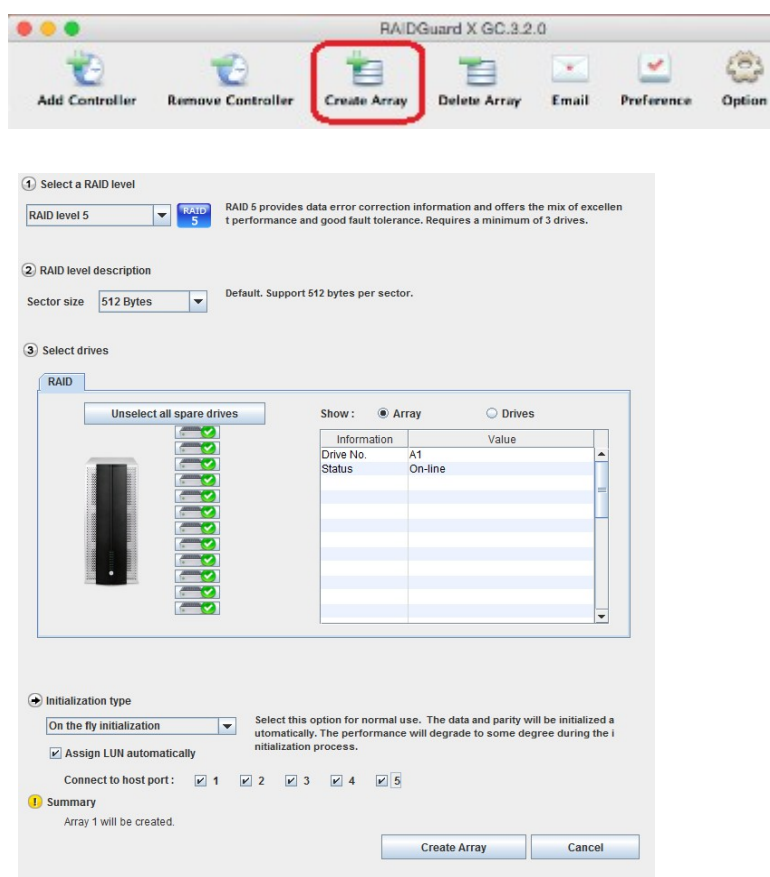 RAIDGuard X GC.3.2.0
Add Controller Remove Controller Create Array Delete Array Email Preference Option
1 Select a RAID level
RAID level 5 RAID 5 RAID 5 provides data error correction information and offers the mix of excellen
t performance and good fault tolerance. Requires a minimum of 3 drives.
2 RAID level description
Sector size 512 Bytes Default. Support 512 bytes per sector.
3 Select drives
RAID
Unselect all spare drives Show : Array Drives
Information Value
Drive No. A1
Status On-line
Initialization type
On the fly initialization Select this option for normal use. The data and parity will be initialized a
utomatically. The performance will degrade to some degree during the i
nitialization process.
Assign LUN automatically
Connect to host port : 1 2 3 4 5
! Summary
Array 1 will be created.
Create Array Cancel